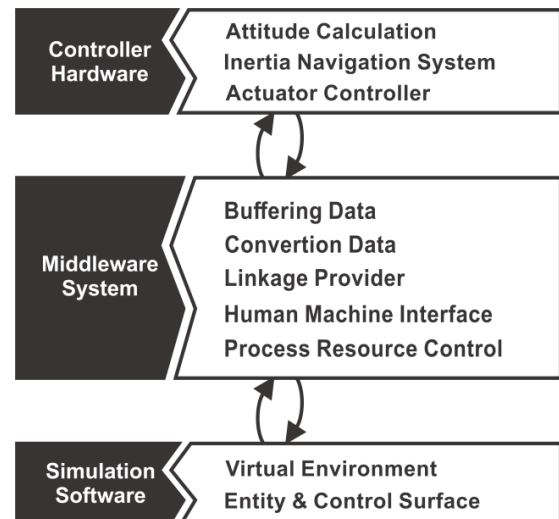 Controller
Hardware
Attitude Calculation
Inertia Navigation System
Actuator Controller
Middleware
System
Buffering Data
Convertion Data
Linkage Provider
Human Machine Interface
Process Resource Control
Simulation
Software
Virtual Environment
Entity & Control Surface